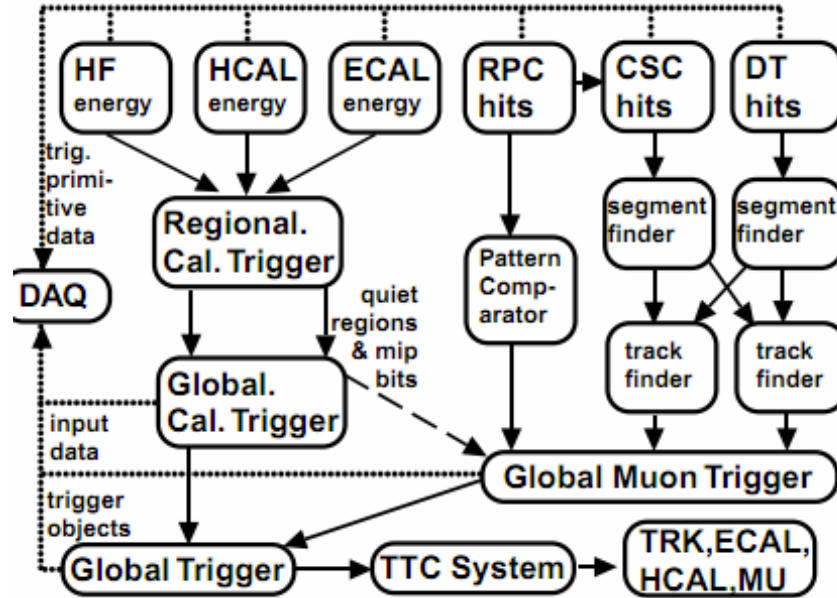 HF
energy
HCAL
energy
ECAL
energy
RPC
hits
CSC
hits
DT
hits
trig.
primi-
tive
data
Regional.
Cal. Trigger
segment
finder
segment
finder
DAQ
quiet
regions
& mip
bits
Pattern
Comp-
arator
Global.
Cal. Trigger
track
finder
track
finder
input
data
Global Muon Trigger
trigger
objects
Global Trigger
TTC System
TRK,ECAL,
HCAL,MU